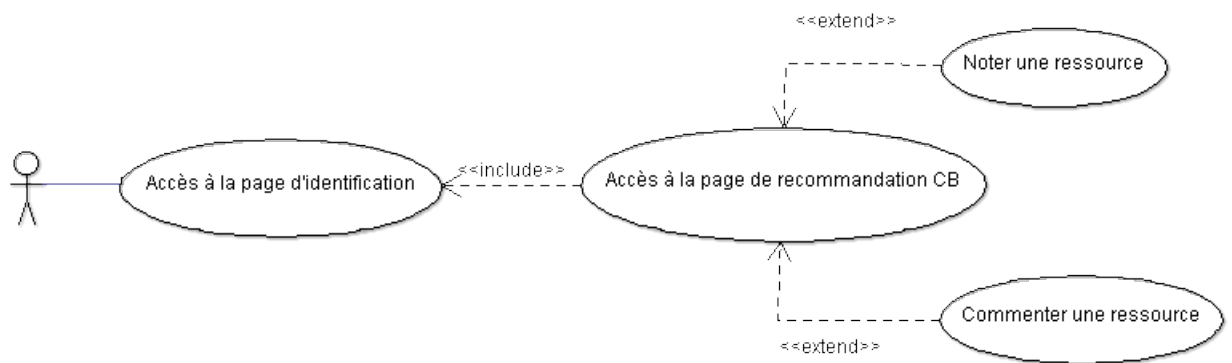 <<extend>>
Noter une ressource
<<include>>
Accès à la page d'identification
Accès à la page de recommandation CB
Commenter une ressource
<<extend>>